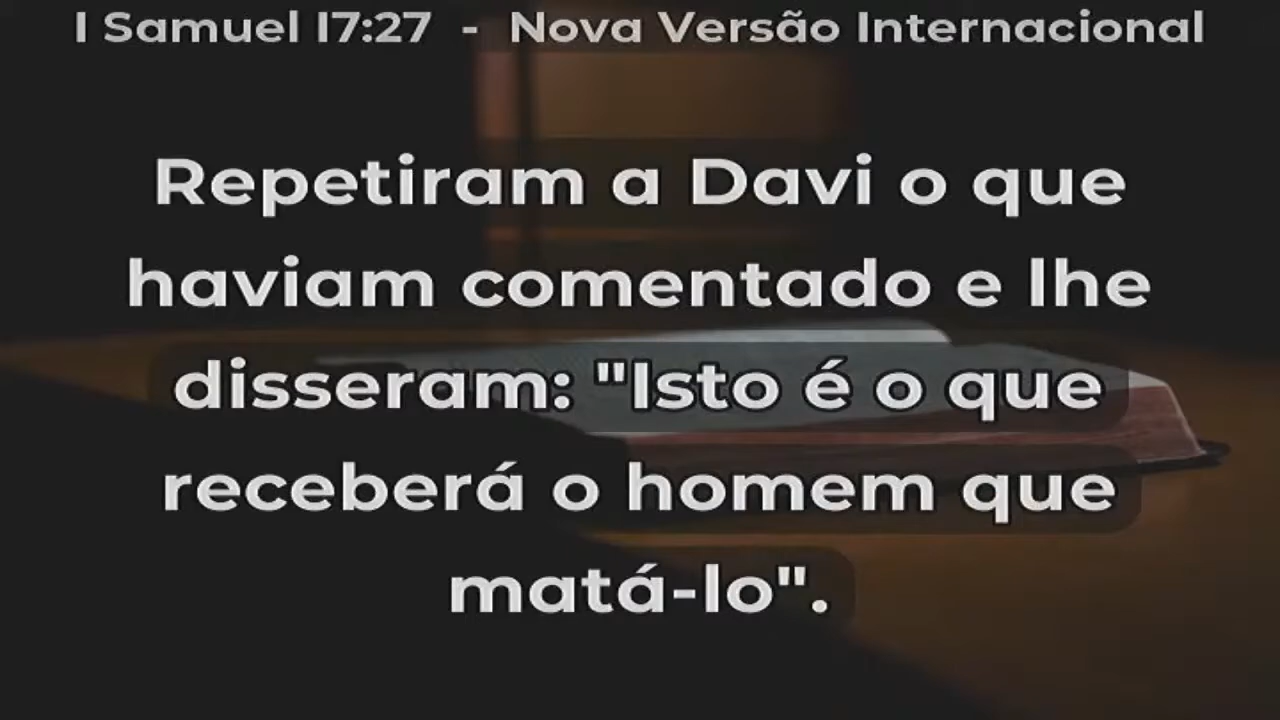 I Samuel 17:27 - Nova Versão Internacional
Repetiram a Davi o que
haviam comentado e lhe
disseram: "Isto é o que
receberá o homem que
matá-lo".